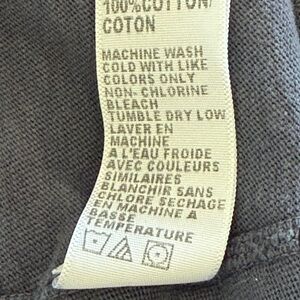 100%COTTON/
COTON
MACHINE WASH
COLD WITH LIKE
COLORS ONLY
NON- CHLORINE
BLEACH
TUMBLE DRY LOW
LAVER EN
MACHINE
A L'EAU FROIDE
AVEC COULEURS
SIMILAIRES
BLANCHIR SANS
CHLORE SECHAGE
EN MACHINE A
BASSE
TEMPERATURE